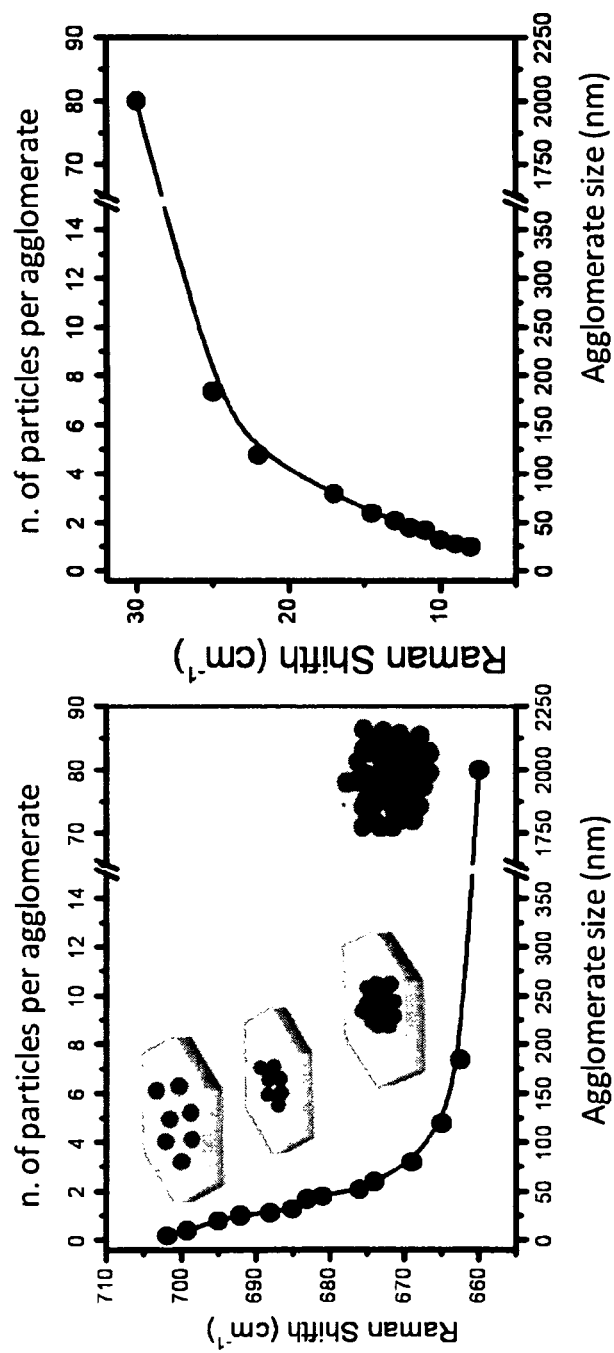 n. of particles per agglomerate
0 2 4 6 8 10 12 14 70 80 90
Raman Shifth (cm⁻¹)
710
700
690
680
670
660
0 50 100 150 200 250 300 350 1750 2000 2250
Agglomerate size (nm)
n. of particles per agglomerate
0 2 4 6 8 10 12 14 70 80 90
Raman Shifth (cm⁻¹)
30
20
10
0 50 100 150 200 250 300 350 1750 2000 2250
Agglomerate size (nm)